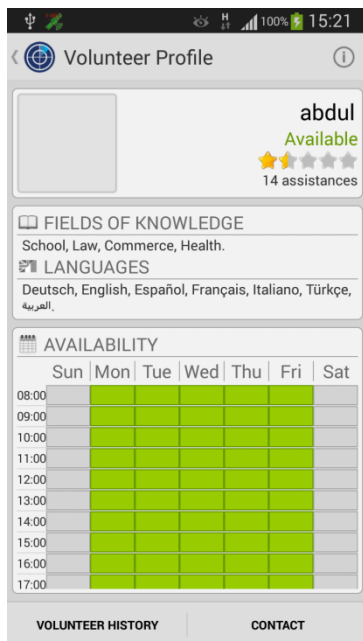 H 100% 15:21
Volunteer Profile
abdul
Available
14 assistances
FIELDS OF KNOWLEDGE
School, Law, Commerce, Health.
LANGUAGES
Deutsch, English, Español, Français, Italiano, Türkçe,
العربية.
AVAILABILITY
Sun Mon Tue Wed Thu Fri Sat
08:00
09:00
10:00
11:00
12:00
13:00
14:00
15:00
16:00
17:00
VOLUNTEER HISTORY CONTACT